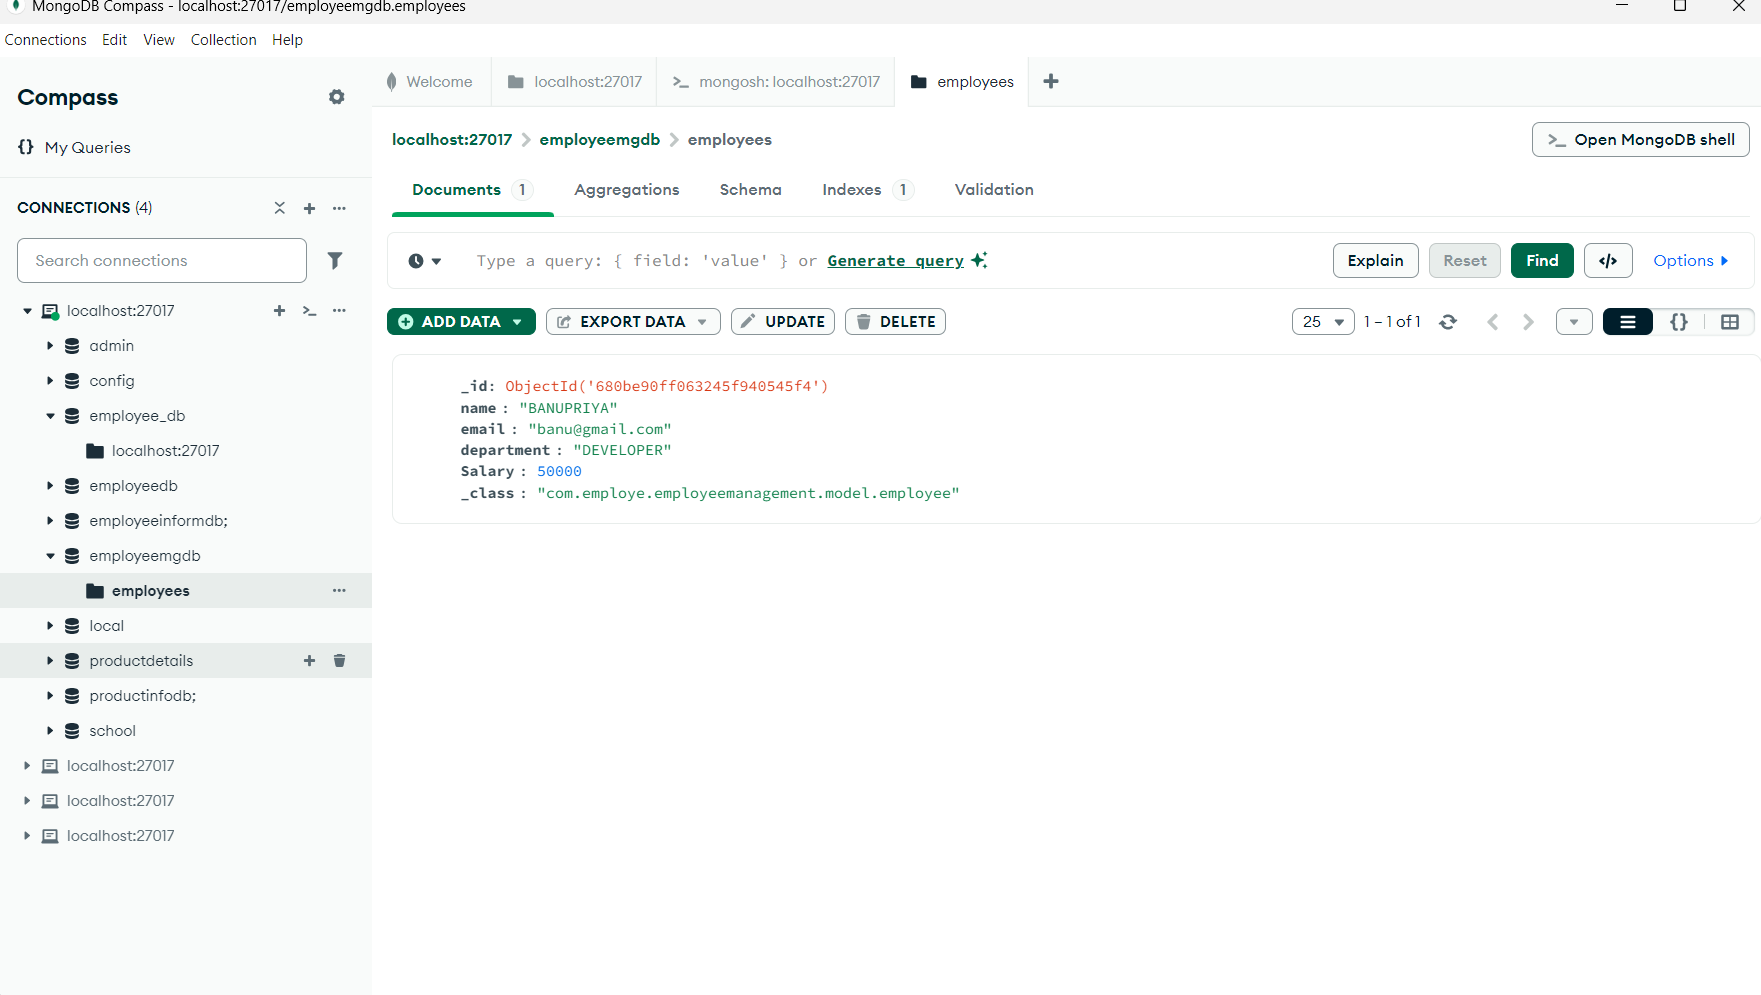 MongoDB Compass - localhost:27017/employeemgdb.employees
Connections Edit View Collection Help
Compass
{} My Queries
CONNECTIONS (4)
Search connections
localhost:27017
admin
config
employee_db
localhost:27017
employeedb
employeeinformdb;
employeemgdb
employees
local
productdetails
productinfodb;
school
localhost:27017
localhost:27017
localhost:27017
Welcome localhost:27017 >_ mongosh: localhost:27017 employees +
localhost:27017 > employeemgdb > employees
>_ Open MongoDB shell
Documents 1 Aggregations Schema Indexes 1 Validation
Type a query: { field: 'value' } or Generate query
Explain Reset Find </> Options
ADD DATA EXPORT DATA UPDATE DELETE
25 1 – 1 of 1 {}
_id: ObjectId('680be90ff063245f940545f4')
name : "BANUPRIYA"
email : "banu@gmail.com"
department : "DEVELOPER"
Salary : 50000
_class : "com.employe.employeemanagement.model.employee"